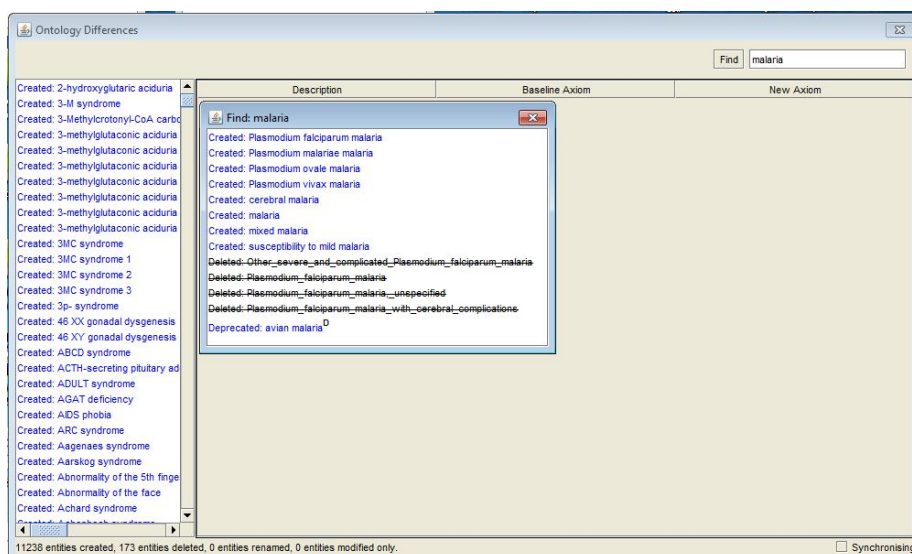 Ontology Differences
Find malaria
Created: 2-hydroxyglutaric aciduria
Created: 3-M syndrome
Created: 3-Methylcrotonyl-CoA carbo
Created: 3-methylglutaconic aciduria
Created: 3-methylglutaconic aciduria
Created: 3-methylglutaconic aciduria
Created: 3-methylglutaconic aciduria
Created: 3-methylglutaconic aciduria
Created: 3-methylglutaconic aciduria
Created: 3-methylglutaconic aciduria
Created: 3MC syndrome
Created: 3MC syndrome 1
Created: 3MC syndrome 2
Created: 3MC syndrome 3
Created: 3p- syndrome
Created: 46 XX gonadal dysgenesis
Created: 46 XY gonadal dysgenesis
Created: ABCD syndrome
Created: ACTH-secreting pituitary ad
Created: ADULT syndrome
Created: AGAT deficiency
Created: AIDS phobia
Created: ARC syndrome
Created: Aagenaes syndrome
Created: Aarskog syndrome
Created: Abnormality of the 5th finge
Created: Abnormality of the face
Created: Achard syndrome
Description Baseline Axiom New Axiom
Find: malaria
Created: Plasmodium falciparum malaria
Created: Plasmodium malariae malaria
Created: Plasmodium ovale malaria
Created: Plasmodium vivax malaria
Created: cerebral malaria
Created: malaria
Created: mixed malaria
Created: susceptibility to mild malaria
Deleted: Other_severe_and_complicated_Plasmodium_falciparum_malaria
Deleted: Plasmodium_falciparum_malaria
Deleted: Plasmodium_falciparum_malaria,_unspecified
Deleted: Plasmodium_falciparum_malaria_with_cerebral_complications
Deprecated: avian malariaD
11238 entities created, 173 entities deleted, 0 entities renamed, 0 entities modified only.
Synchronising